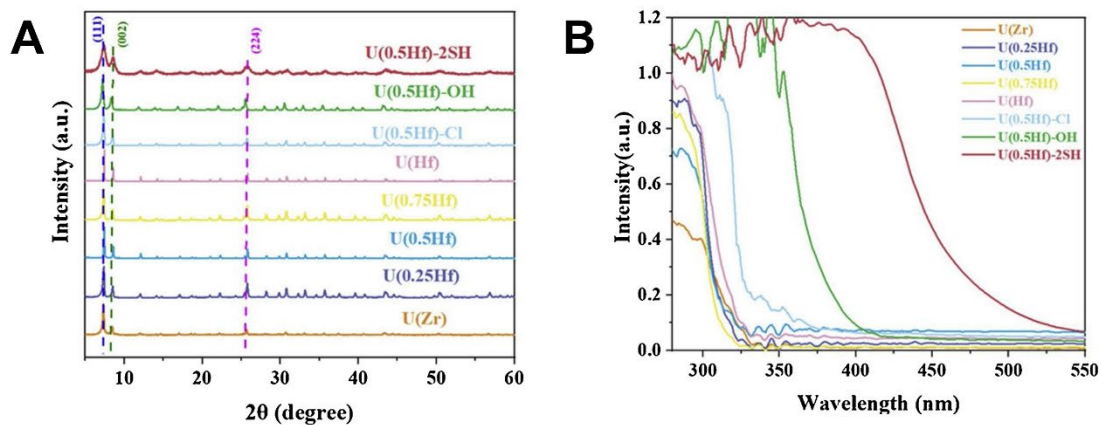 A
(111)
(002)
(224)
U(0.5Hf)-2SH
U(0.5Hf)-OH
U(0.5Hf)-Cl
U(Hf)
U(0.75Hf)
U(0.5Hf)
U(0.25Hf)
U(Zr)
Intensity (a.u.)
10
20
30
40
50
60
2θ (degree)
B
U(Zr)
U(0.25Hf)
U(0.5Hf)
U(0.75Hf)
U(Hf)
U(0.5Hf)-Cl
U(0.5Hf)-OH
U(0.5Hf)-2SH
Intensity(a.u.)
1.2
1.0
0.8
0.6
0.4
0.2
0.0
300
350
400
450
500
550
Wavelength (nm)